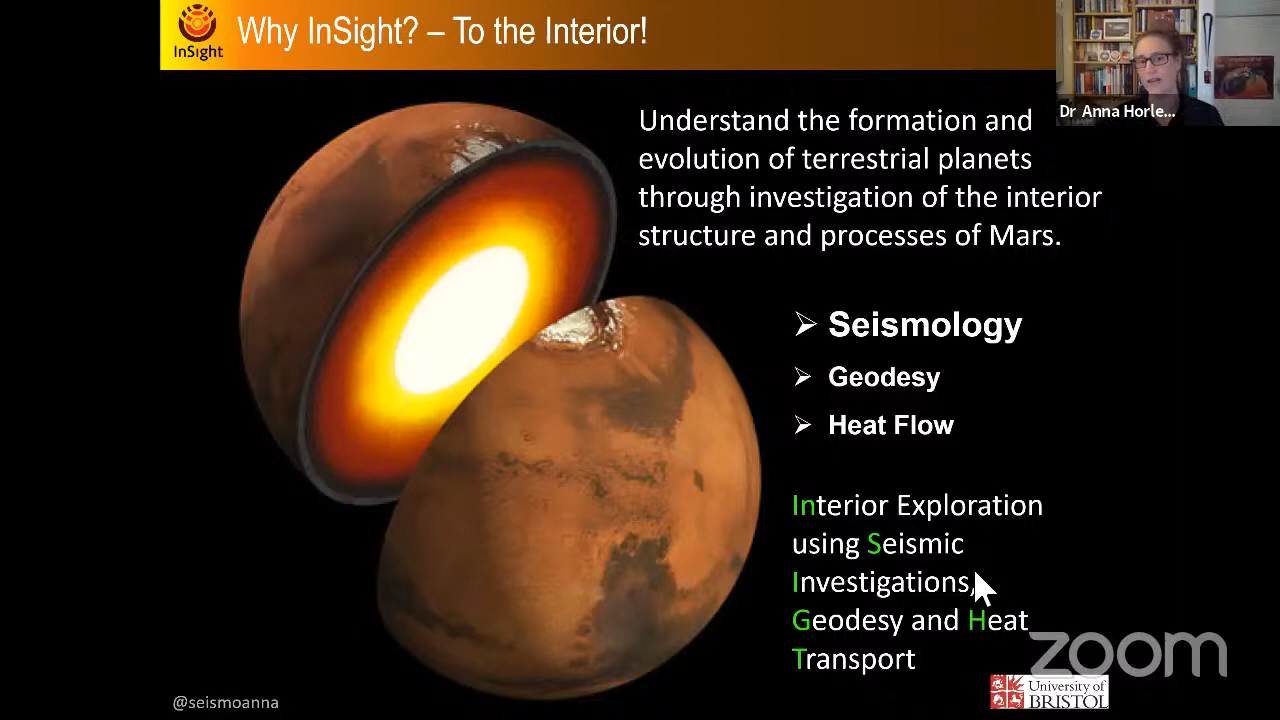 InSight
Why InSight? – To the Interior!
Dr Anna Horle...
Understand the formation and
evolution of terrestrial planets
through investigation of the interior
structure and processes of Mars.
➢ Seismology
➢ Geodesy
➢ Heat Flow
Interior Exploration
using Seismic
Investigations,
Geodesy and Heat
Transport
zoom
University of
BRISTOL
@seismoanna